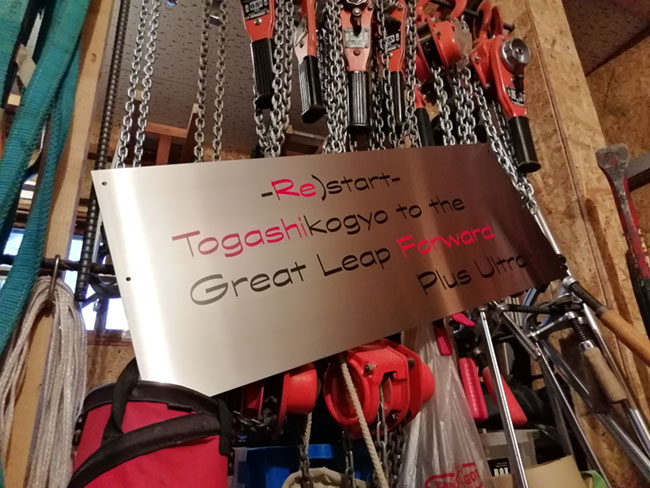 -Re)start-
Togashikogyo to the
Great Leap Forward
Plus Ultra